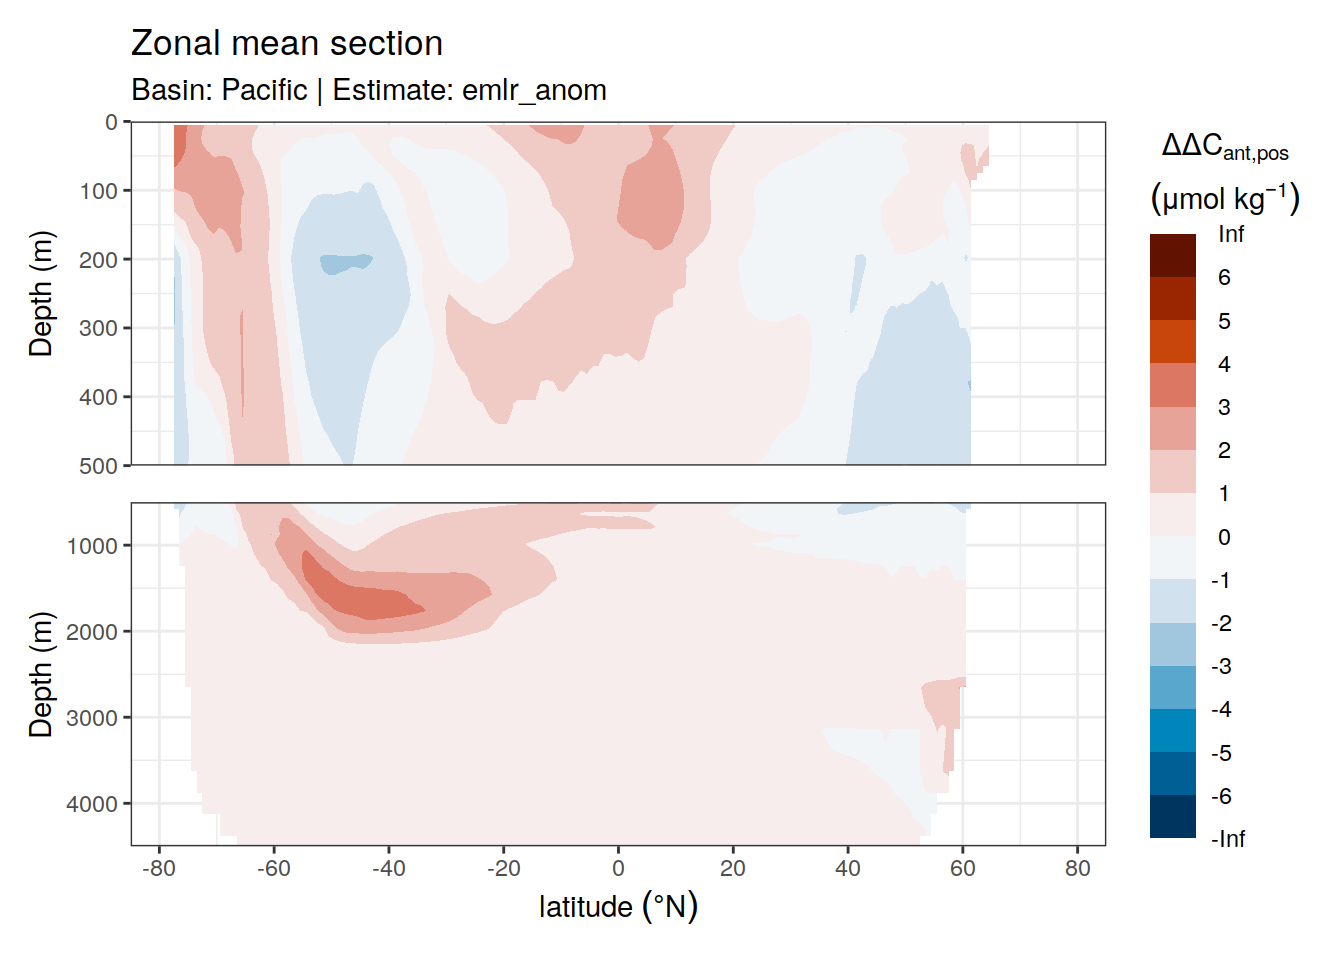 Zonal mean section
Basin: Pacific | Estimate: emlr_anom
ΔΔCant,pos
(μmol kg⁻¹)
Inf
6
5
4
3
2
1
0
-1
-2
-3
-4
-5
-6
-Inf
Depth (m)
0
100
200
300
400
500
Depth (m)
1000
2000
3000
4000
-80 -60 -40 -20 0 20 40 60 80
latitude (°N)